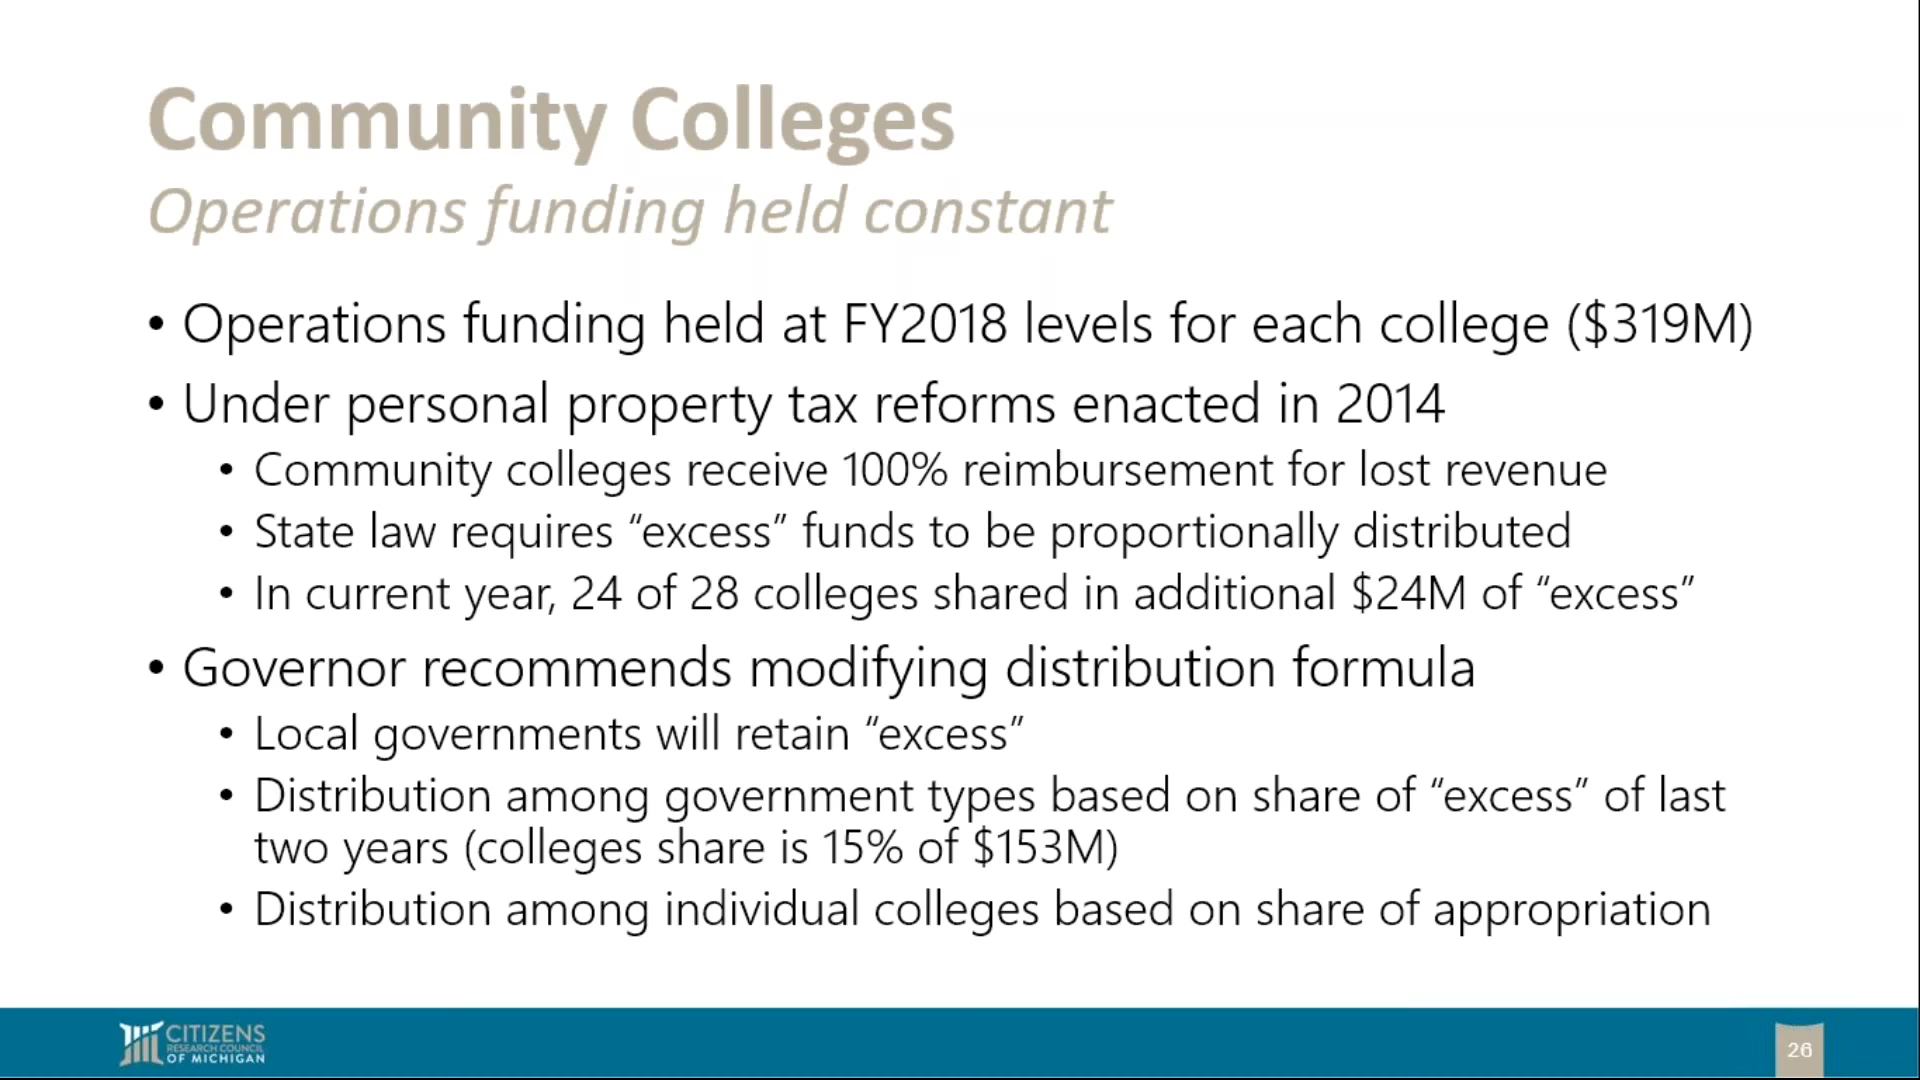 Community Colleges
Operations funding held constant
• Operations funding held at FY2018 levels for each college ($319M)
• Under personal property tax reforms enacted in 2014
• Community colleges receive 100% reimbursement for lost revenue
• State law requires “excess” funds to be proportionally distributed
• In current year, 24 of 28 colleges shared in additional $24M of “excess”
• Governor recommends modifying distribution formula
• Local governments will retain “excess”
• Distribution among government types based on share of “excess” of last
two years (colleges share is 15% of $153M)
• Distribution among individual colleges based on share of appropriation
CITIZENS
RESEARCH COUNCIL
OF MICHIGAN
26